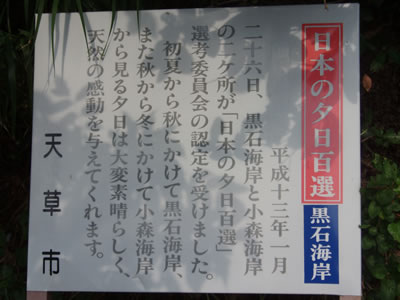 日本の夕日百選
黒石海岸
平成十三年一月
二十六日、黒石海岸と小森海岸
の二ケ所が「日本の夕日百選」
選考委員会の認定を受けました。
初夏から秋にかけて黒石海岸、
また秋から冬にかけて小森海岸
から見る夕日は大変素晴らしく、
天然の感動を与えてくれます。
天草市